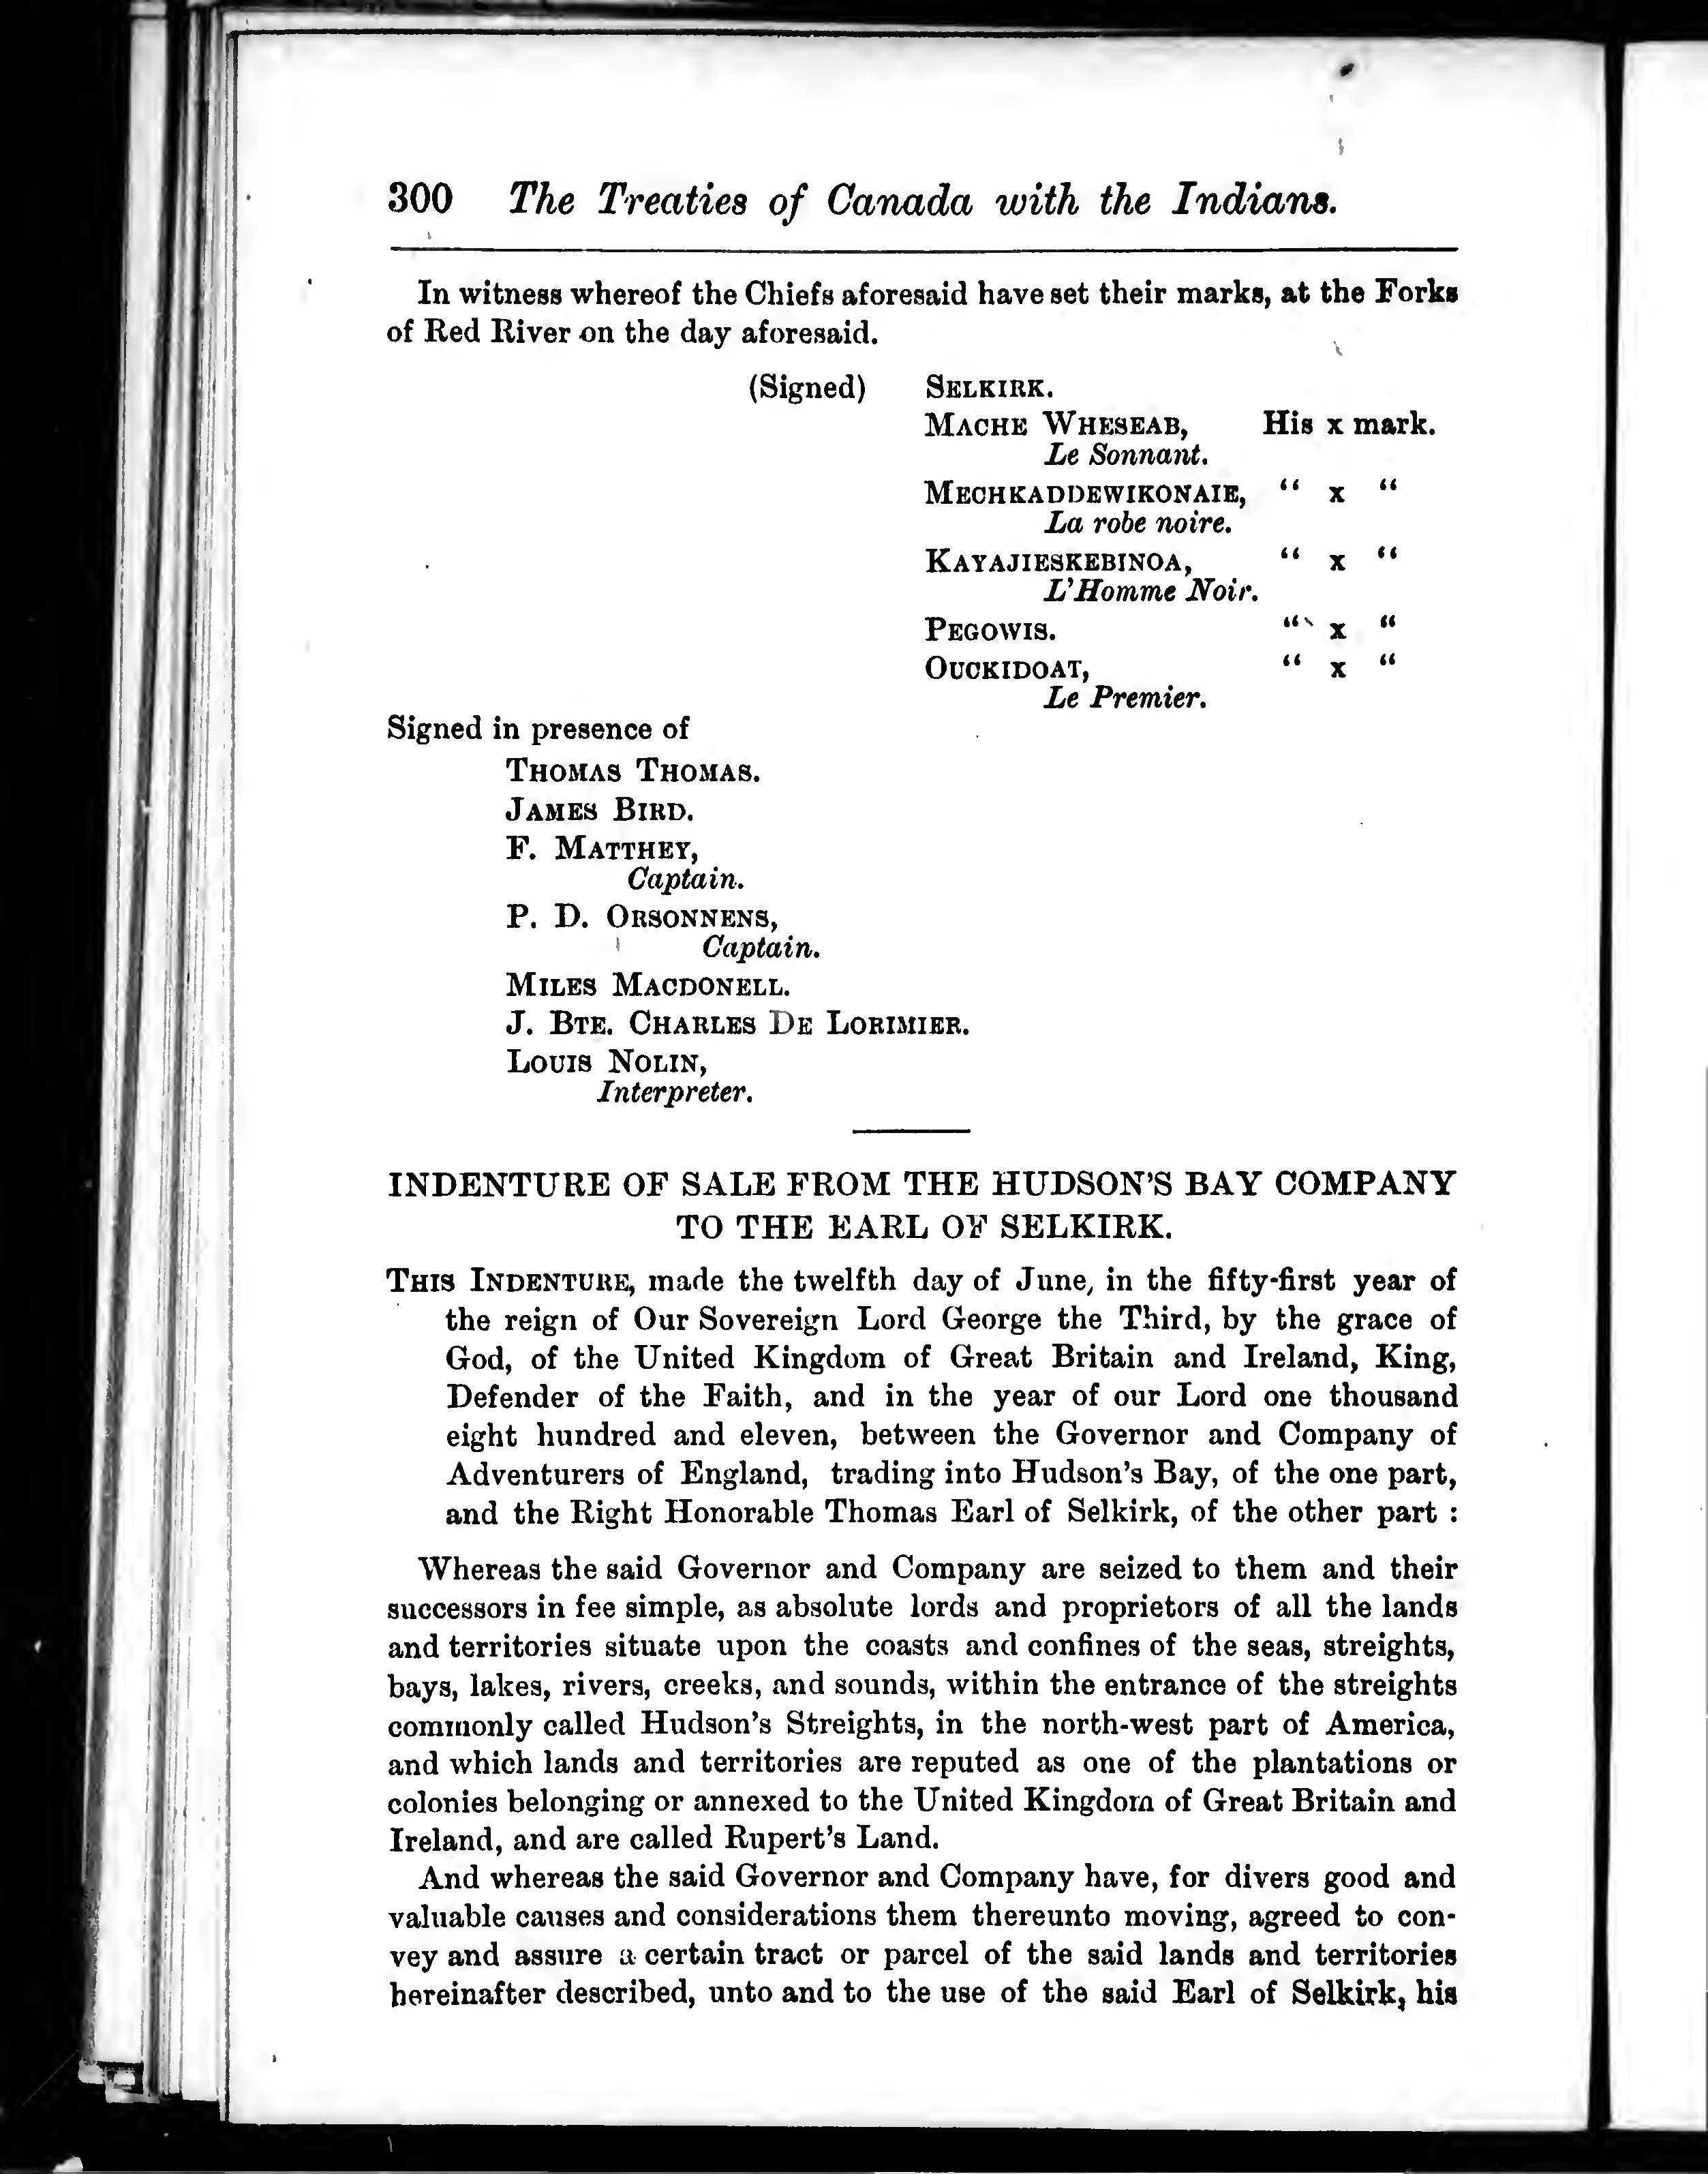 300 The Treaties of Canada with the Indians.
In witness whereof the Chiefs aforesaid have set their marks, at the Forks
of Red River on the day aforesaid.
(Signed) SELKIRK.
MACHE WHESEAB, His x mark.
Le Sonnant.
MECHKADDEWIKONAIE, “ x “
La robe noire.
KAYAJIESKEBINOA, “ x “
L'Homme Noir.
PEGOWIS. “ x “
OUCKIDOAT, “ x “
Le Premier.
Signed in presence of
THOMAS THOMAS.
JAMES BIRD.
F. MATTHEY,
Captain.
P. D. ORSONNENS,
Captain.
MILES MACDONELL.
J. BTE. CHARLES DE LORIMIER.
LOUIS NOLIN,
Interpreter.
INDENTURE OF SALE FROM THE HUDSON'S BAY COMPANY
TO THE EARL OF SELKIRK.
THIS INDENTURE, made the twelfth day of June, in the fifty-first year of
the reign of Our Sovereign Lord George the Third, by the grace of
God, of the United Kingdom of Great Britain and Ireland, King,
Defender of the Faith, and in the year of our Lord one thousand
eight hundred and eleven, between the Governor and Company of
Adventurers of England, trading into Hudson's Bay, of the one part,
and the Right Honorable Thomas Earl of Selkirk, of the other part :
Whereas the said Governor and Company are seized to them and their
successors in fee simple, as absolute lords and proprietors of all the lands
and territories situate upon the coasts and confines of the seas, streights,
bays, lakes, rivers, creeks, and sounds, within the entrance of the streights
commonly called Hudson's Streights, in the north-west part of America,
and which lands and territories are reputed as one of the plantations or
colonies belonging or annexed to the United Kingdom of Great Britain and
Ireland, and are called Rupert's Land.
And whereas the said Governor and Company have, for divers good and
valuable causes and considerations them thereunto moving, agreed to con-
vey and assure a certain tract or parcel of the said lands and territories
hereinafter described, unto and to the use of the said Earl of Selkirk, his